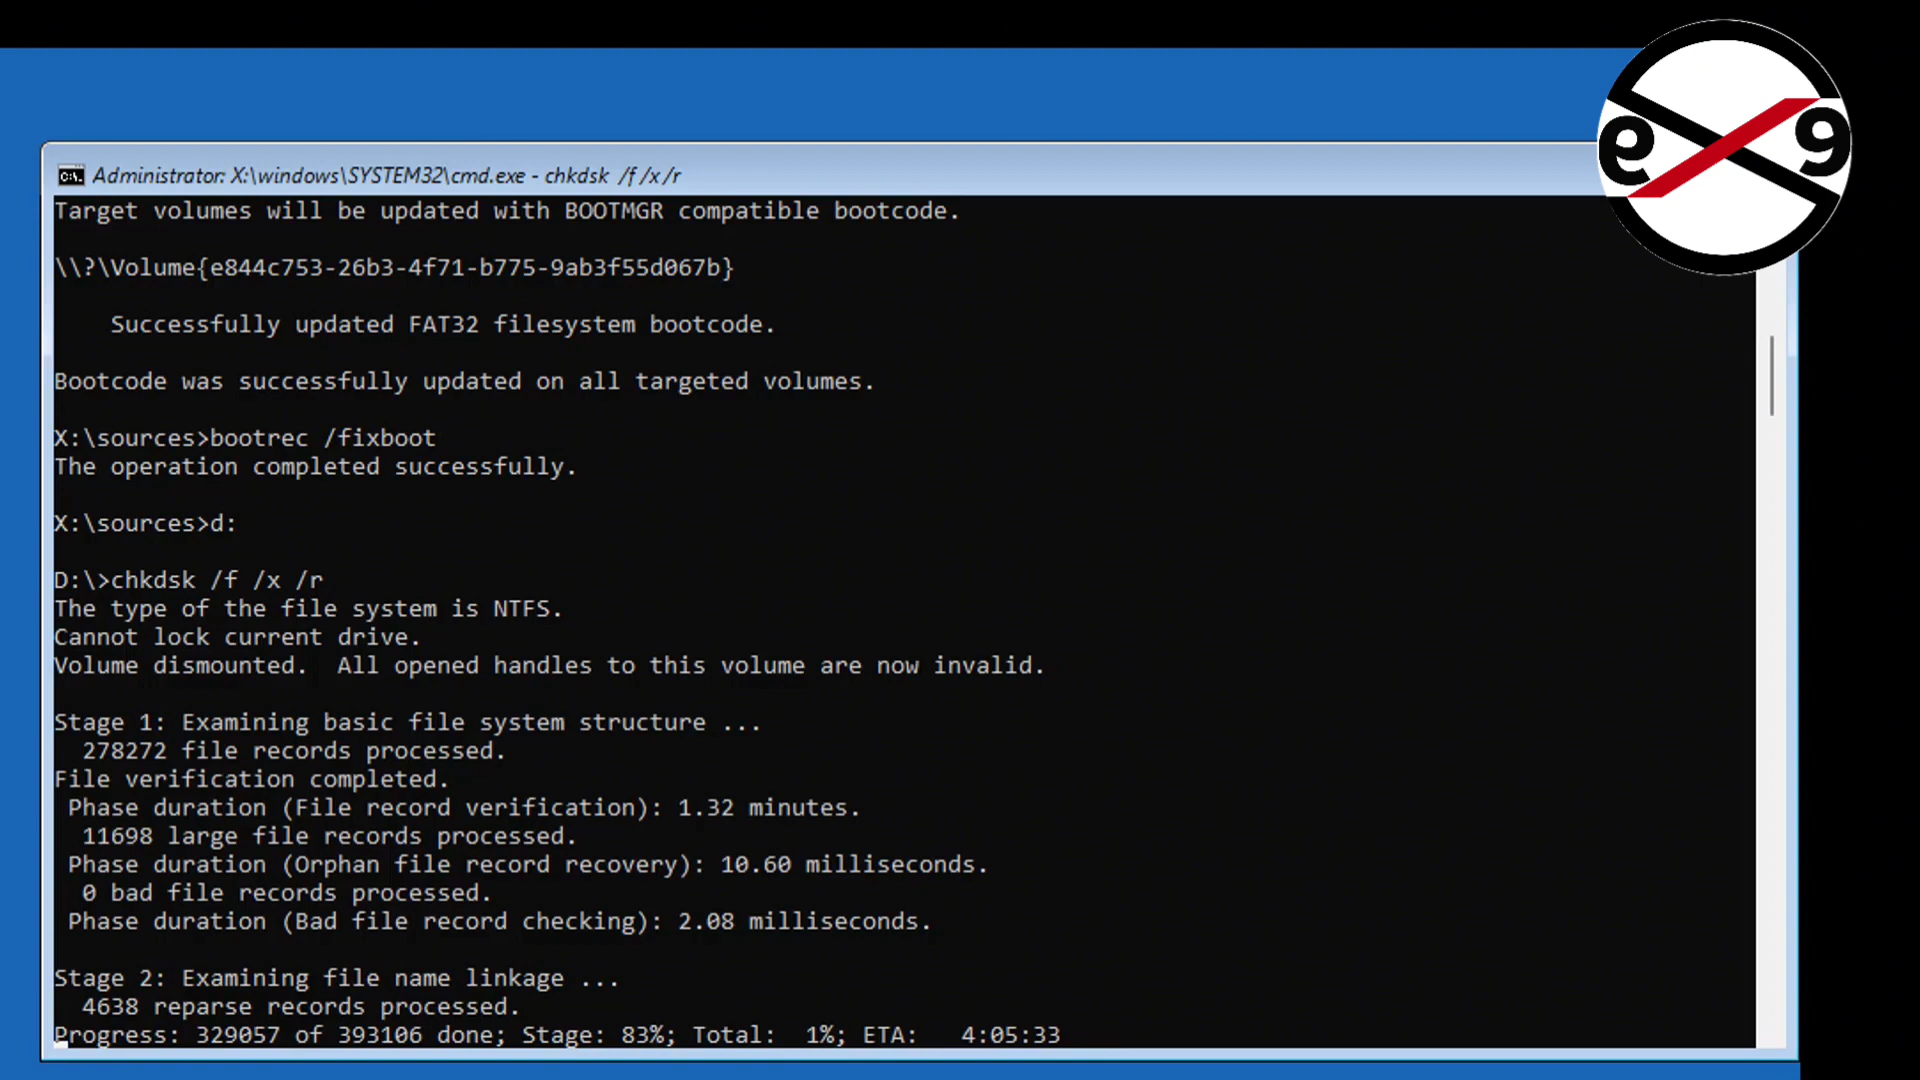 Administrator: X:\windows\SYSTEM32\cmd.exe - chkdsk /f /x /r
Target volumes will be updated with BOOTMGR compatible bootcode.
\\?\Volume{e844c753-26b3-4f71-b775-9ab3f55d067b}
Successfully updated FAT32 filesystem bootcode.
Bootcode was successfully updated on all targeted volumes.
X:\sources>bootrec /fixboot
The operation completed successfully.
X:\sources>d:
D:\>chkdsk /f /x /r
The type of the file system is NTFS.
Cannot lock current drive.
Volume dismounted.  All opened handles to this volume are now invalid.
Stage 1: Examining basic file system structure ...
278272 file records processed.
File verification completed.
Phase duration (File record verification): 1.32 minutes.
11698 large file records processed.
Phase duration (Orphan file record recovery): 10.60 milliseconds.
0 bad file records processed.
Phase duration (Bad file record checking): 2.08 milliseconds.
Stage 2: Examining file name linkage ...
4638 reparse records processed.
Progress: 329057 of 393106 done; Stage: 83%; Total:  1%; ETA:   4:05:33